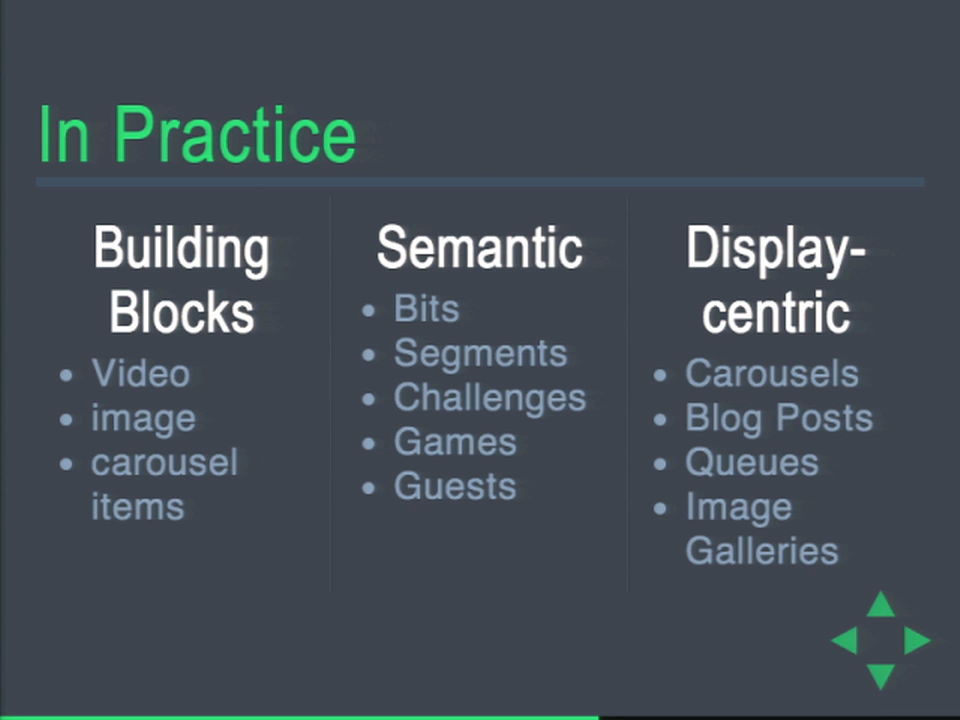 In Practice
Building
Blocks
• Video
• image
• carousel
items
Semantic
• Bits
• Segments
• Challenges
• Games
• Guests
Display-
centric
• Carousels
• Blog Posts
• Queues
• Image
Galleries